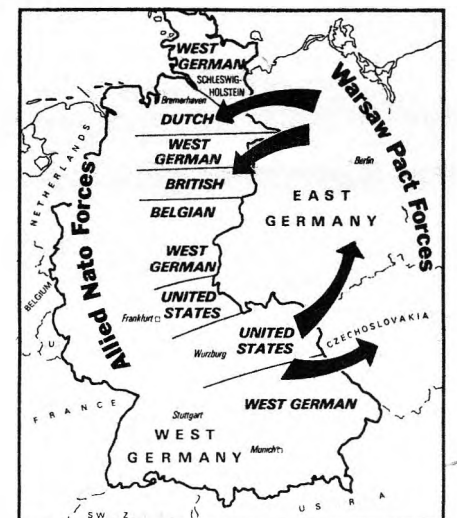 WEST
GERMAN
SCHLESWIG-
HOLSTEIN
Bremerhaven
DUTCH
WEST
GERMAN
BRITISH
BELGIAN
WEST
GERMAN
UNITED
STATES
Frankfurt
UNITED
STATES
Wurzburg
WEST GERMAN
Stuttgart
WEST
GERMANY
Munich
Berlin
EAST
GERMANY
Warsaw Pact Forces
Allied Nato Forces
NETHERLANDS
BELGIUM
FRANCE
CZECHOSLOVAKIA
SW Z
U S R A